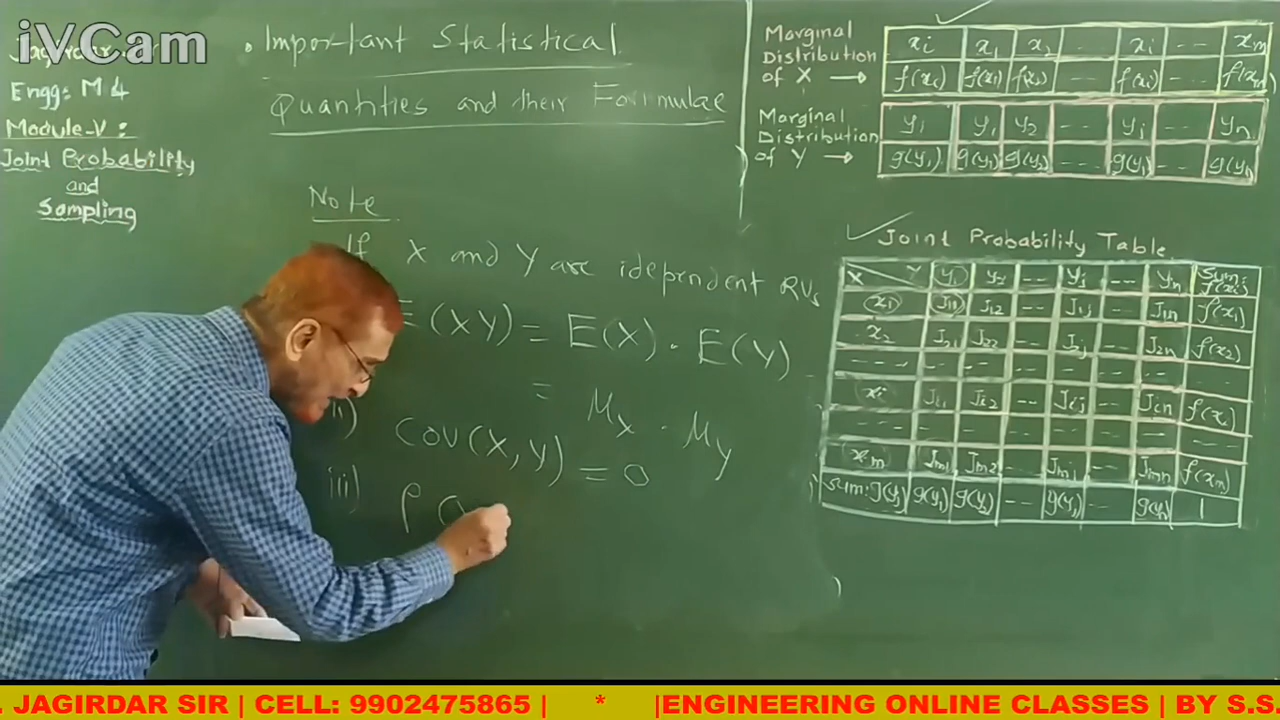 iVCam
Engg: M4
Module-V:
Joint Probability
and
Sampling
• Important Statistical
Quantities and their Formulae
Note
If X and Y are idependent RVs
E(XY) = E(X) . E(Y)
= μx . μy
ii) COV(X, Y) = 0
iii) ρ
Marginal
Distribution
of X →
xi x1 x2 -- xi -- xm
f(xi) f(x1) f(x2) -- f(xi) -- f(xm)
Marginal
Distribution
of Y →
yj y1 y2 -- yj -- yn
g(yj) g(y1) g(y2) -- g(yj) -- g(yn)
✓ Joint Probability Table
X Y y1 y2 -- yj -- yn Sum: f(xi)
x1 J11 J12 -- J1j -- J1n f(x1)
x2 J21 J22 -- J2j -- J2n f(x2)
-- -- -- -- -- -- -- --
xi Ji1 Ji2 -- Jij -- Jin f(xi)
-- -- -- -- -- -- -- --
xm Jm1 Jm2 -- Jmj -- Jmn f(xm)
Sum: g(yj) g(y1) g(y2) -- g(yj) -- g(yn) 1
. JAGIRDAR SIR | CELL: 9902475865 | * |ENGINEERING ONLINE CLASSES | BY S.S.